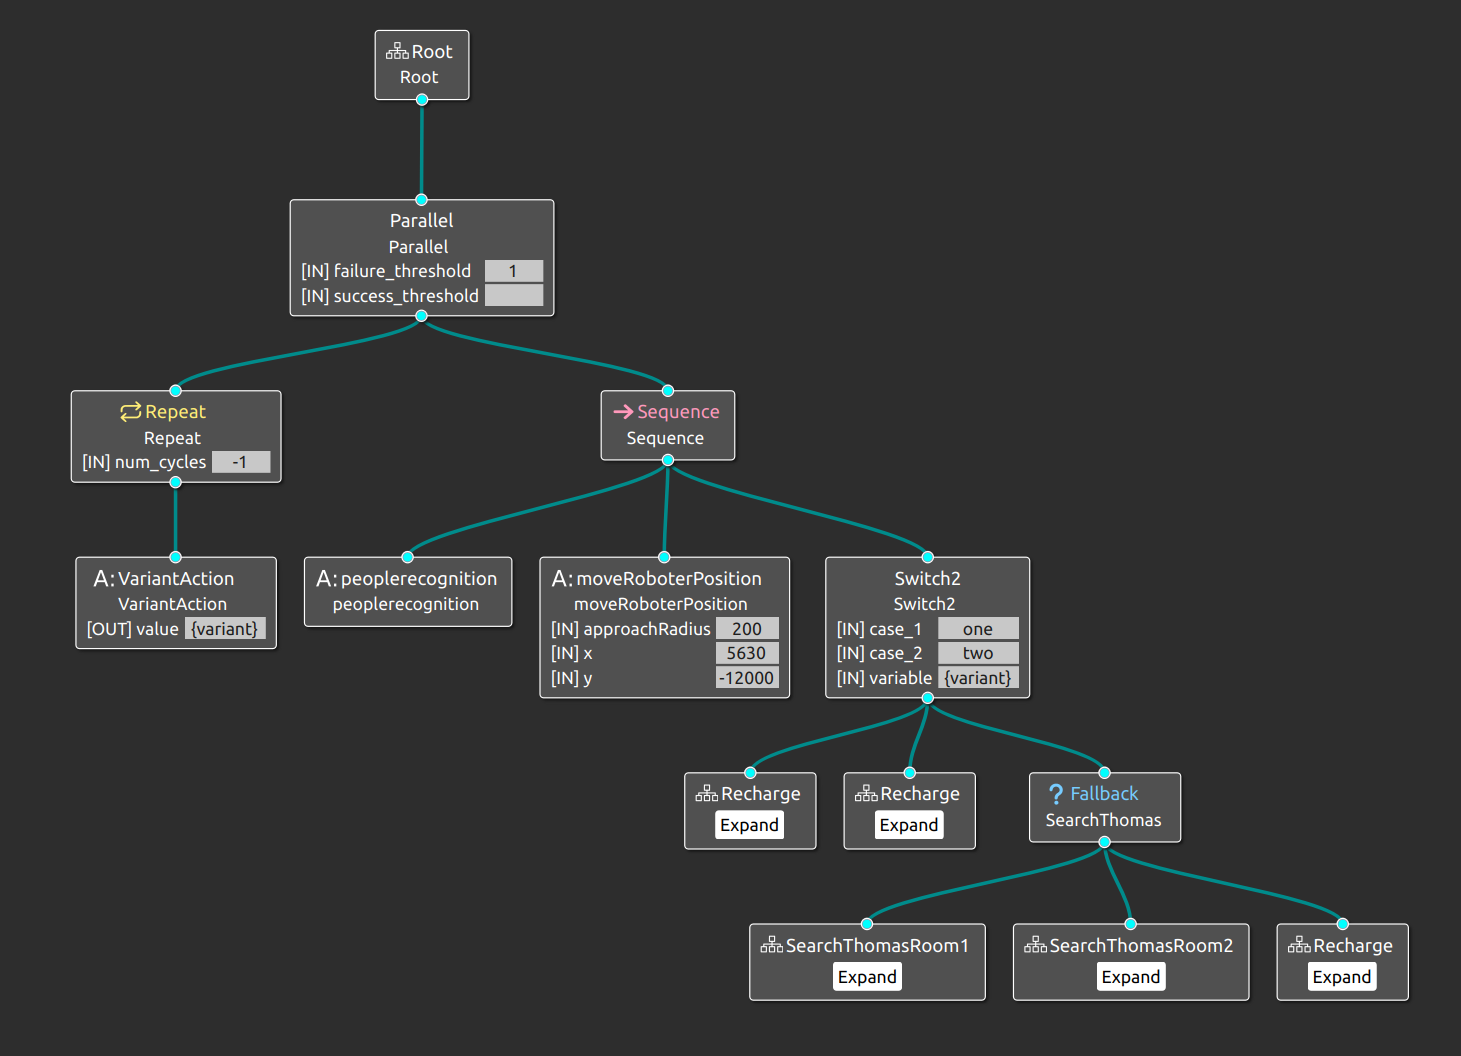 Root
Root
Parallel
Parallel
[IN] failure_threshold 1
[IN] success_threshold
Repeat
Repeat
[IN] num_cycles -1
Sequence
Sequence
A: VariantAction
VariantAction
[OUT] value {variant}
A: peoplerecognition
peoplerecognition
A: moveRoboterPosition
moveRoboterPosition
[IN] approachRadius 200
[IN] x 5630
[IN] y -12000
Switch2
Switch2
[IN] case_1 one
[IN] case_2 two
[IN] variable {variant}
Recharge
Expand
Recharge
Expand
? Fallback
SearchThomas
SearchThomasRoom1
Expand
SearchThomasRoom2
Expand
Recharge
Expand